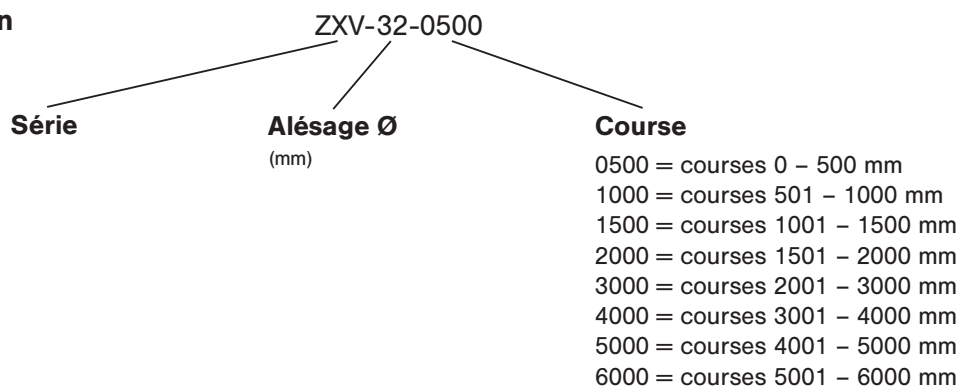 n
ZXV-32-0500
Série
Alésage Ø
(mm)
Course
0500 = courses 0 – 500 mm
1000 = courses 501 – 1000 mm
1500 = courses 1001 – 1500 mm
2000 = courses 1501 – 2000 mm
3000 = courses 2001 – 3000 mm
4000 = courses 3001 – 4000 mm
5000 = courses 4001 – 5000 mm
6000 = courses 5001 – 6000 mm